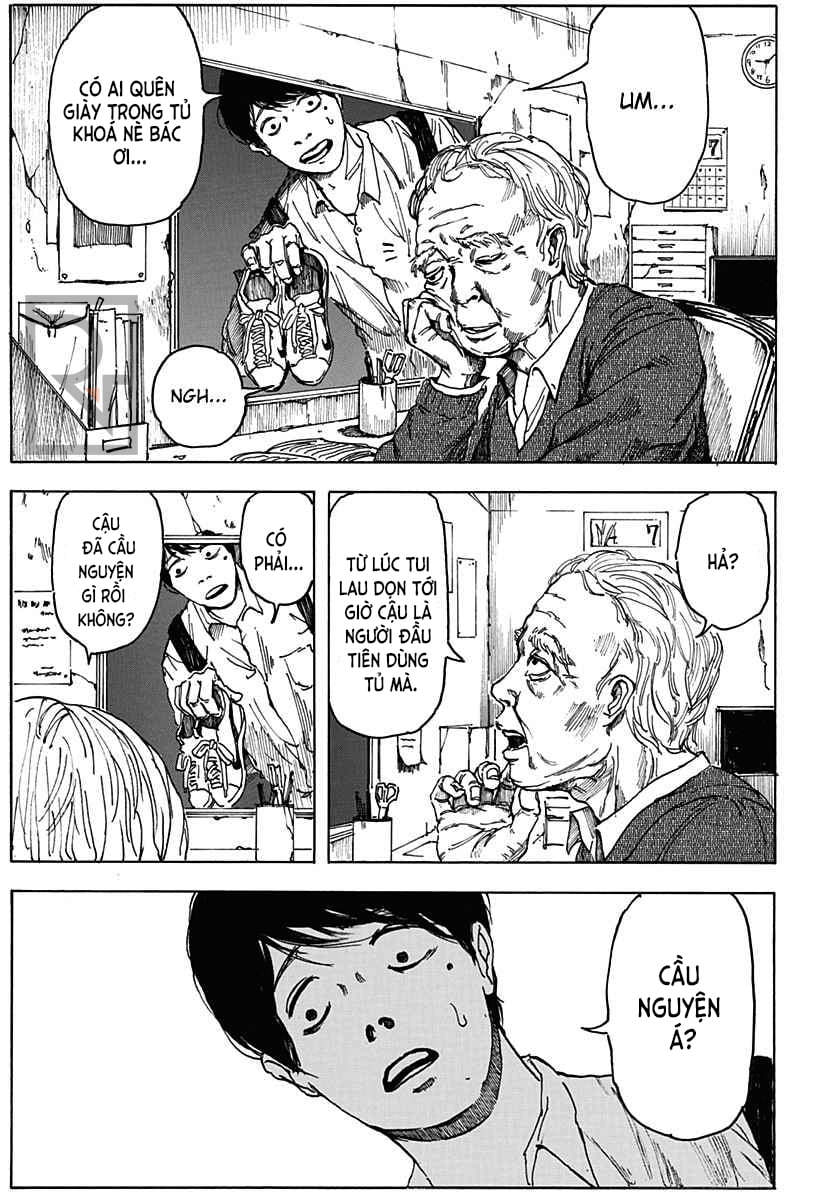 UM...
CÓ AI QUÊN
GIÀY TRONG TỦ
KHOÁ NÈ BÁC
ƠI...
NGH...
7
HẢ?
TỪ LÚC TUI
LAU DỌN TỚI
GIỜ CẬU LÀ
NGƯỜI ĐẦU
TIÊN DÙNG
TỦ MÀ.
7
CÓ
PHẢI...
CẬU
ĐÃ CẦU
NGUYỆN
GÌ RỒI
KHÔNG?
CẦU
NGUYỆN
Á?